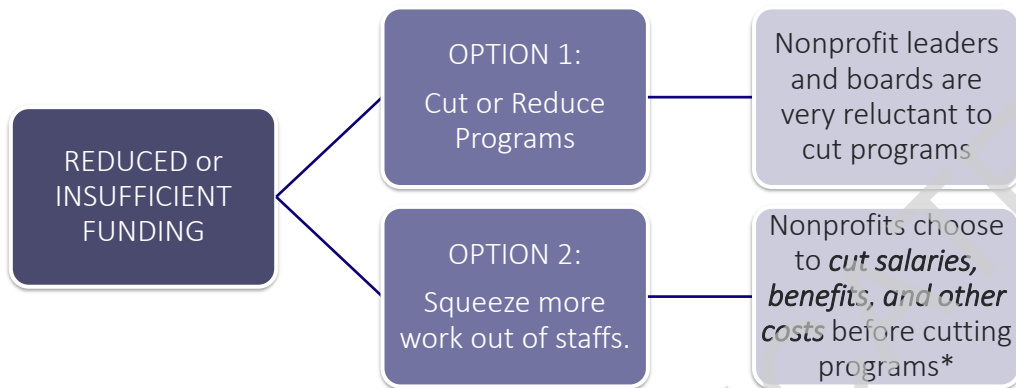 REDUCED or
INSUFFICIENT
FUNDING
OPTION 1:
Cut or Reduce
Programs
Nonprofit leaders
and boards are
very reluctant to
cut programs
OPTION 2:
Squeeze more
work out of staffs.
Nonprofits choose
to cut salaries,
benefits, and other
costs before cutting
programs*